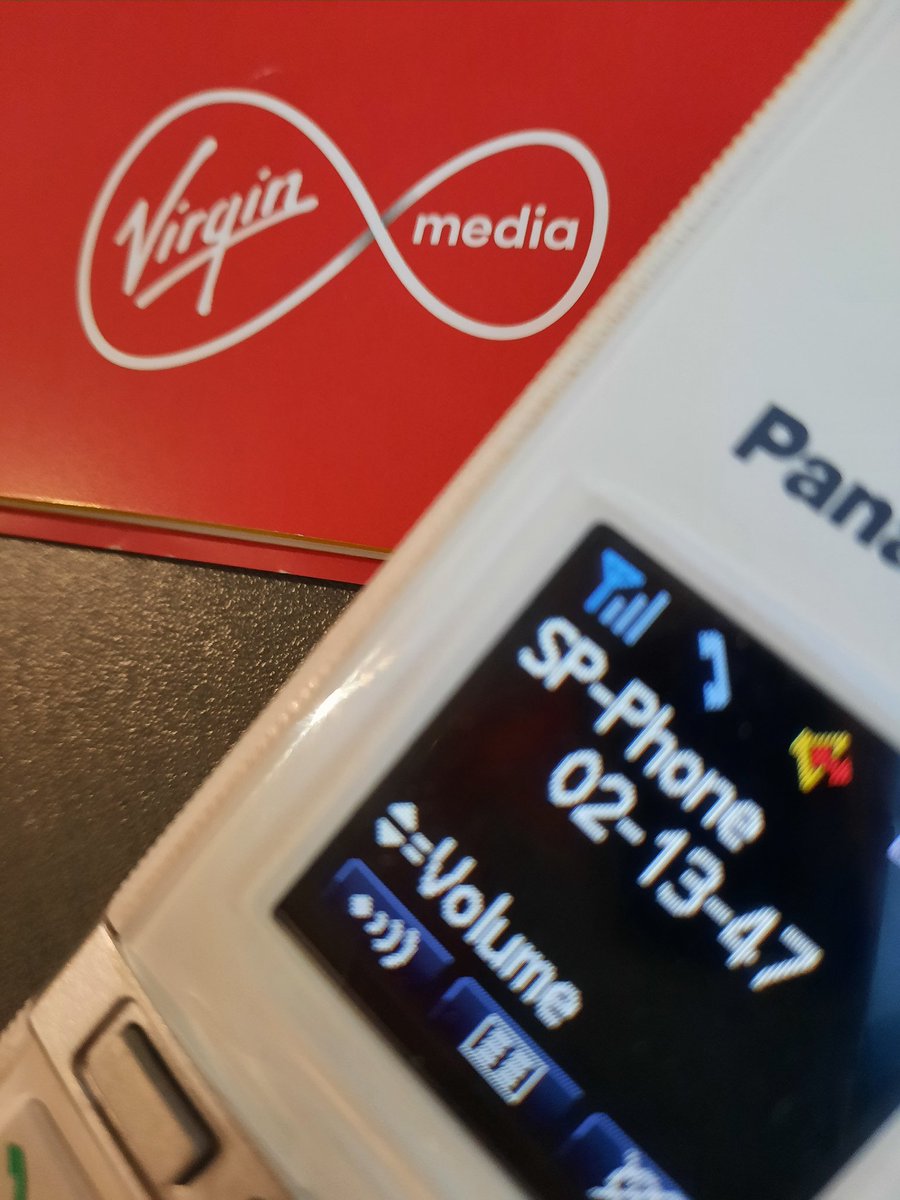 Virgin media
Pana
SP-Phone
02-13-47
=Volume